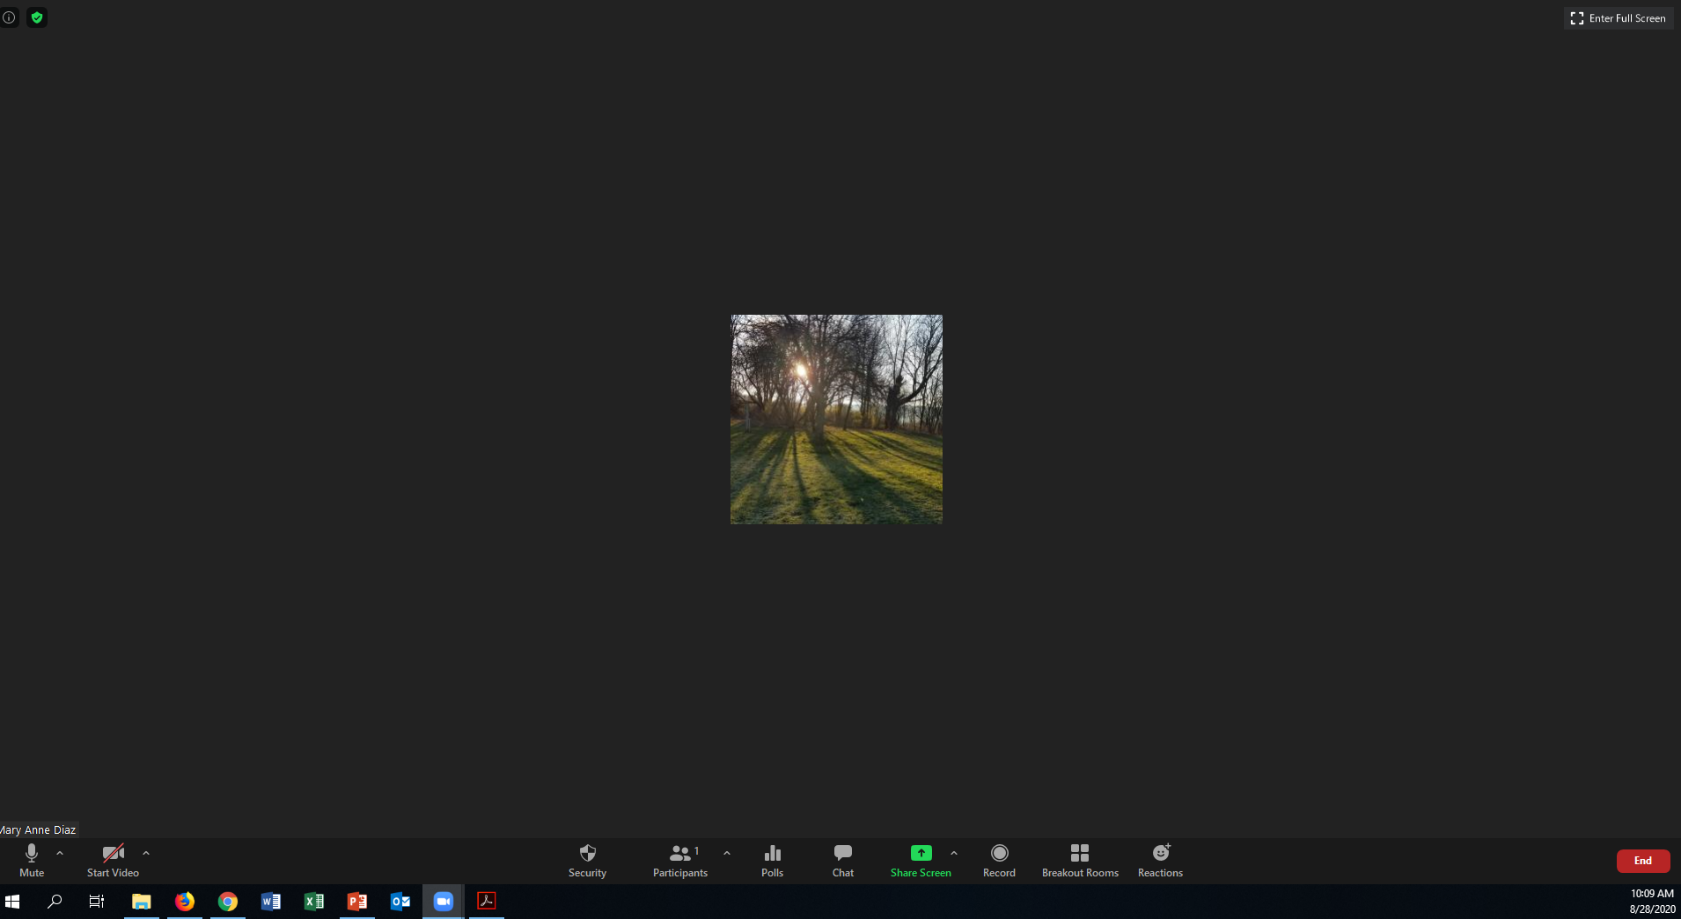 Enter Full Screen
Mary Anne Diaz
Mute
Start Video
Security
1
Participants
Polls
Chat
Share Screen
Record
Breakout Rooms
Reactions
End
10:09 AM
8/28/2020